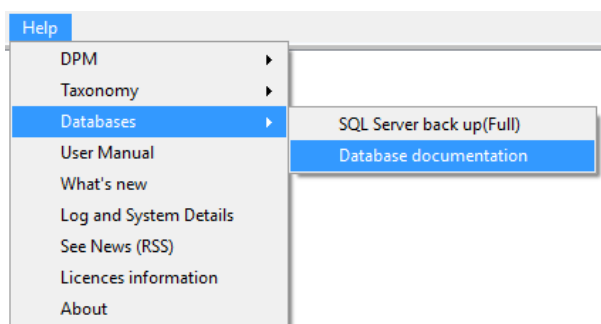 Help
DPM
Taxonomy
Databases
SQL Server back up(Full)
User Manual
Database documentation
What's new
Log and System Details
See News (RSS)
Licences information
About